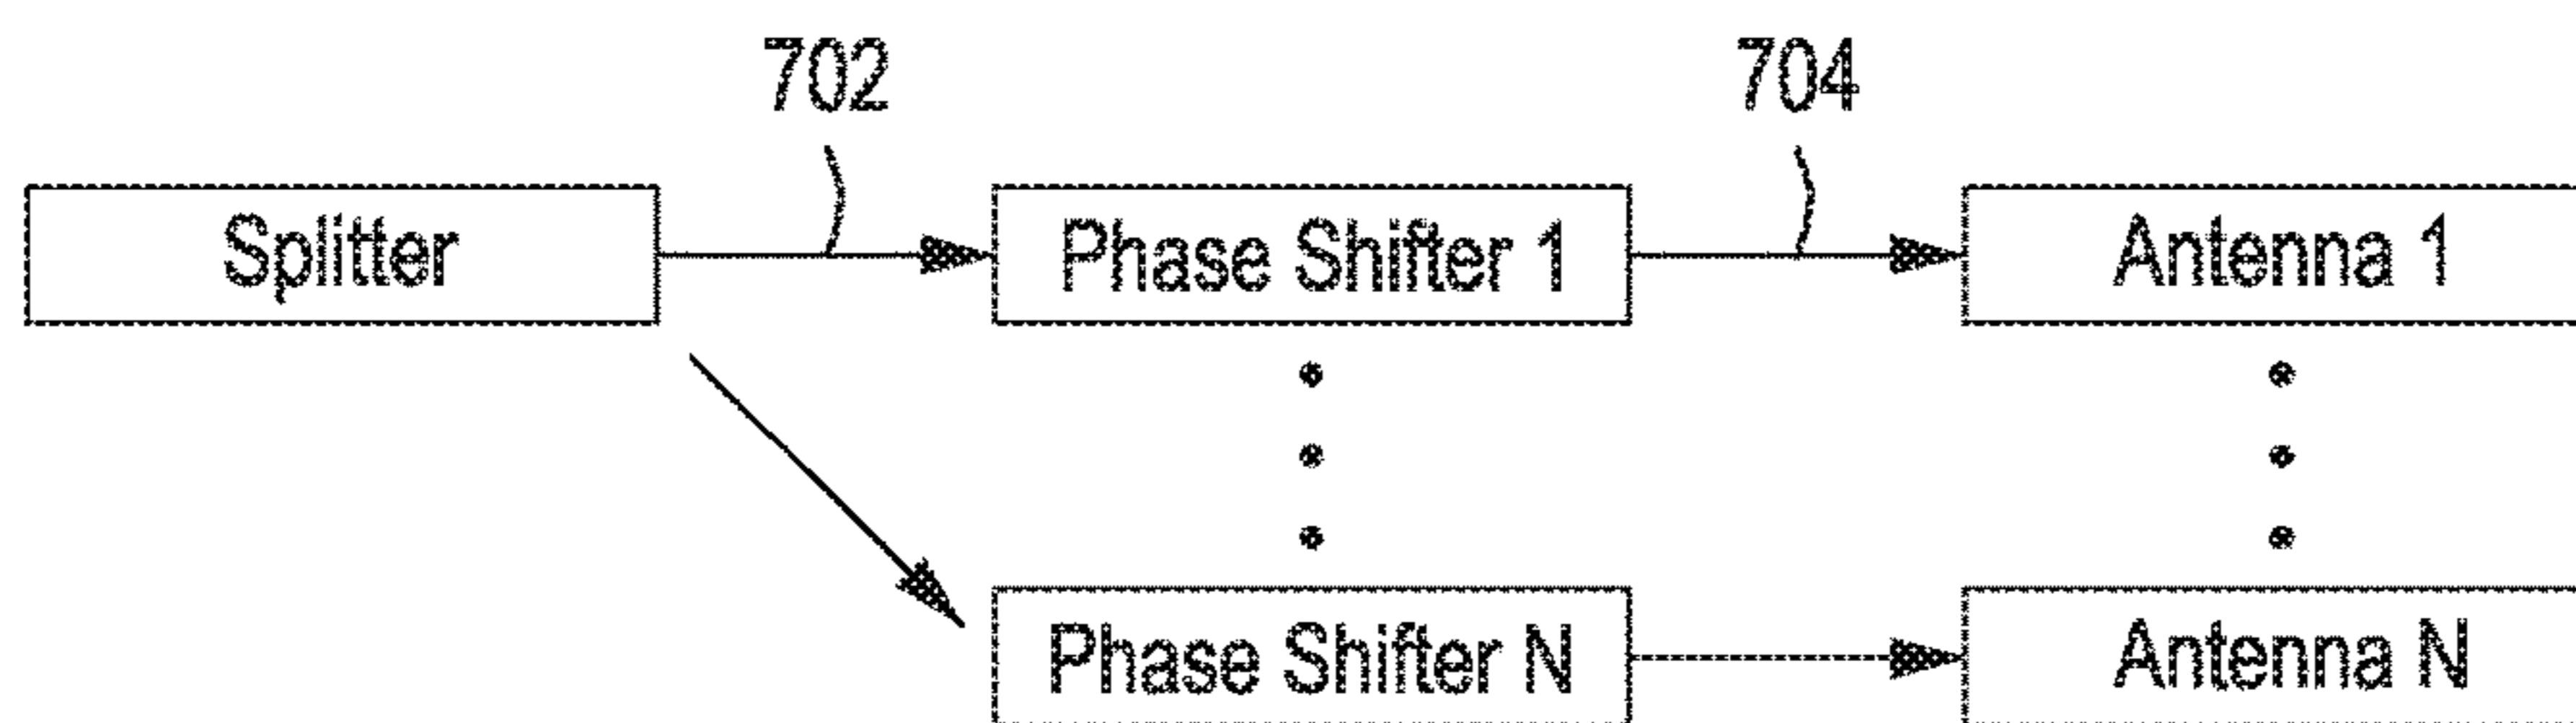 702 704
Splitter Phase Shifter 1 Antenna 1
Phase Shifter N Antenna N